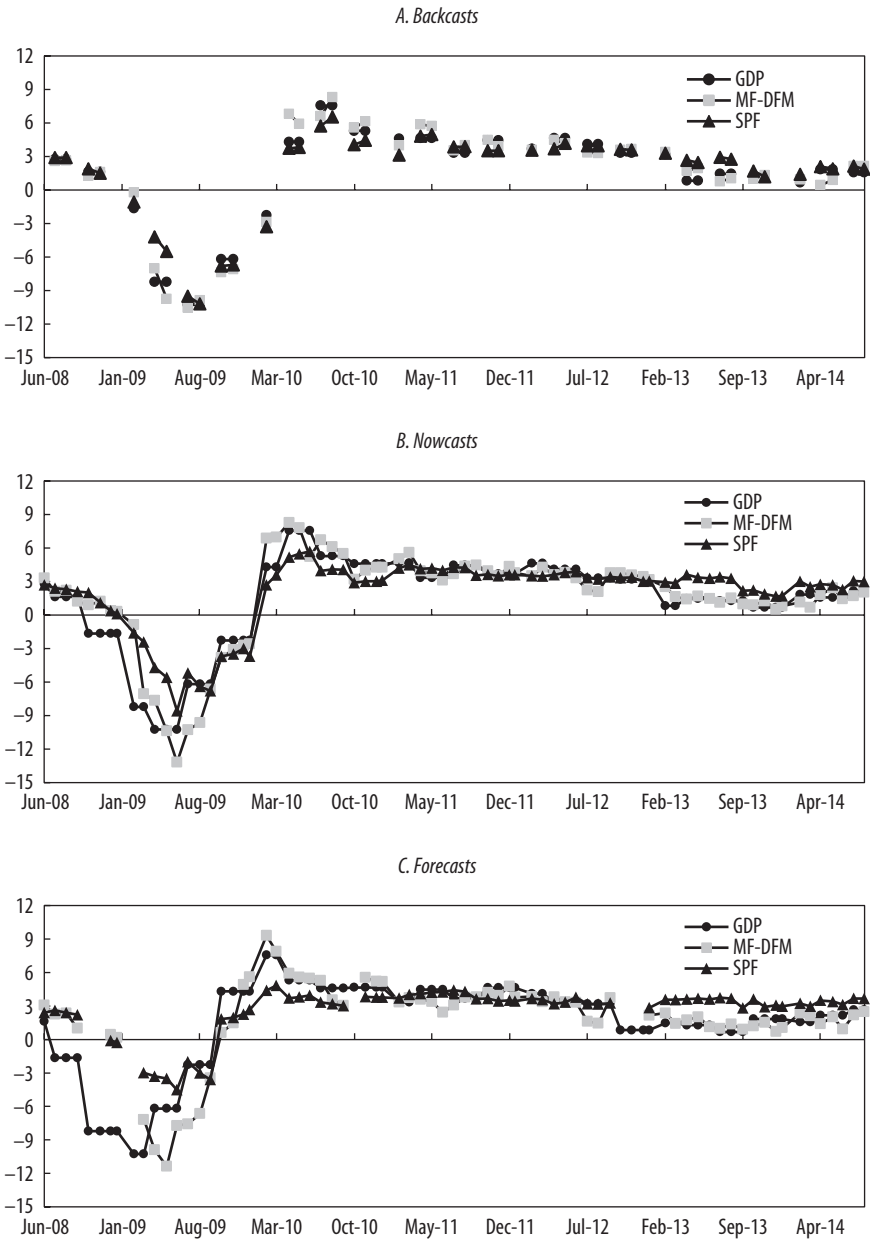 A. Backcasts
12
9
6
3
0
−3
−6
−9
−12
−15
GDP
MF-DFM
SPF
Jun-08 Jan-09 Aug-09 Mar-10 Oct-10 May-11 Dec-11 Jul-12 Feb-13 Sep-13 Apr-14
B. Nowcasts
12
9
6
3
0
−3
−6
−9
−12
−15
GDP
MF-DFM
SPF
Jun-08 Jan-09 Aug-09 Mar-10 Oct-10 May-11 Dec-11 Jul-12 Feb-13 Sep-13 Apr-14
C. Forecasts
12
9
6
3
0
−3
−6
−9
−12
−15
GDP
MF-DFM
SPF
Jun-08 Jan-09 Aug-09 Mar-10 Oct-10 May-11 Dec-11 Jul-12 Feb-13 Sep-13 Apr-14